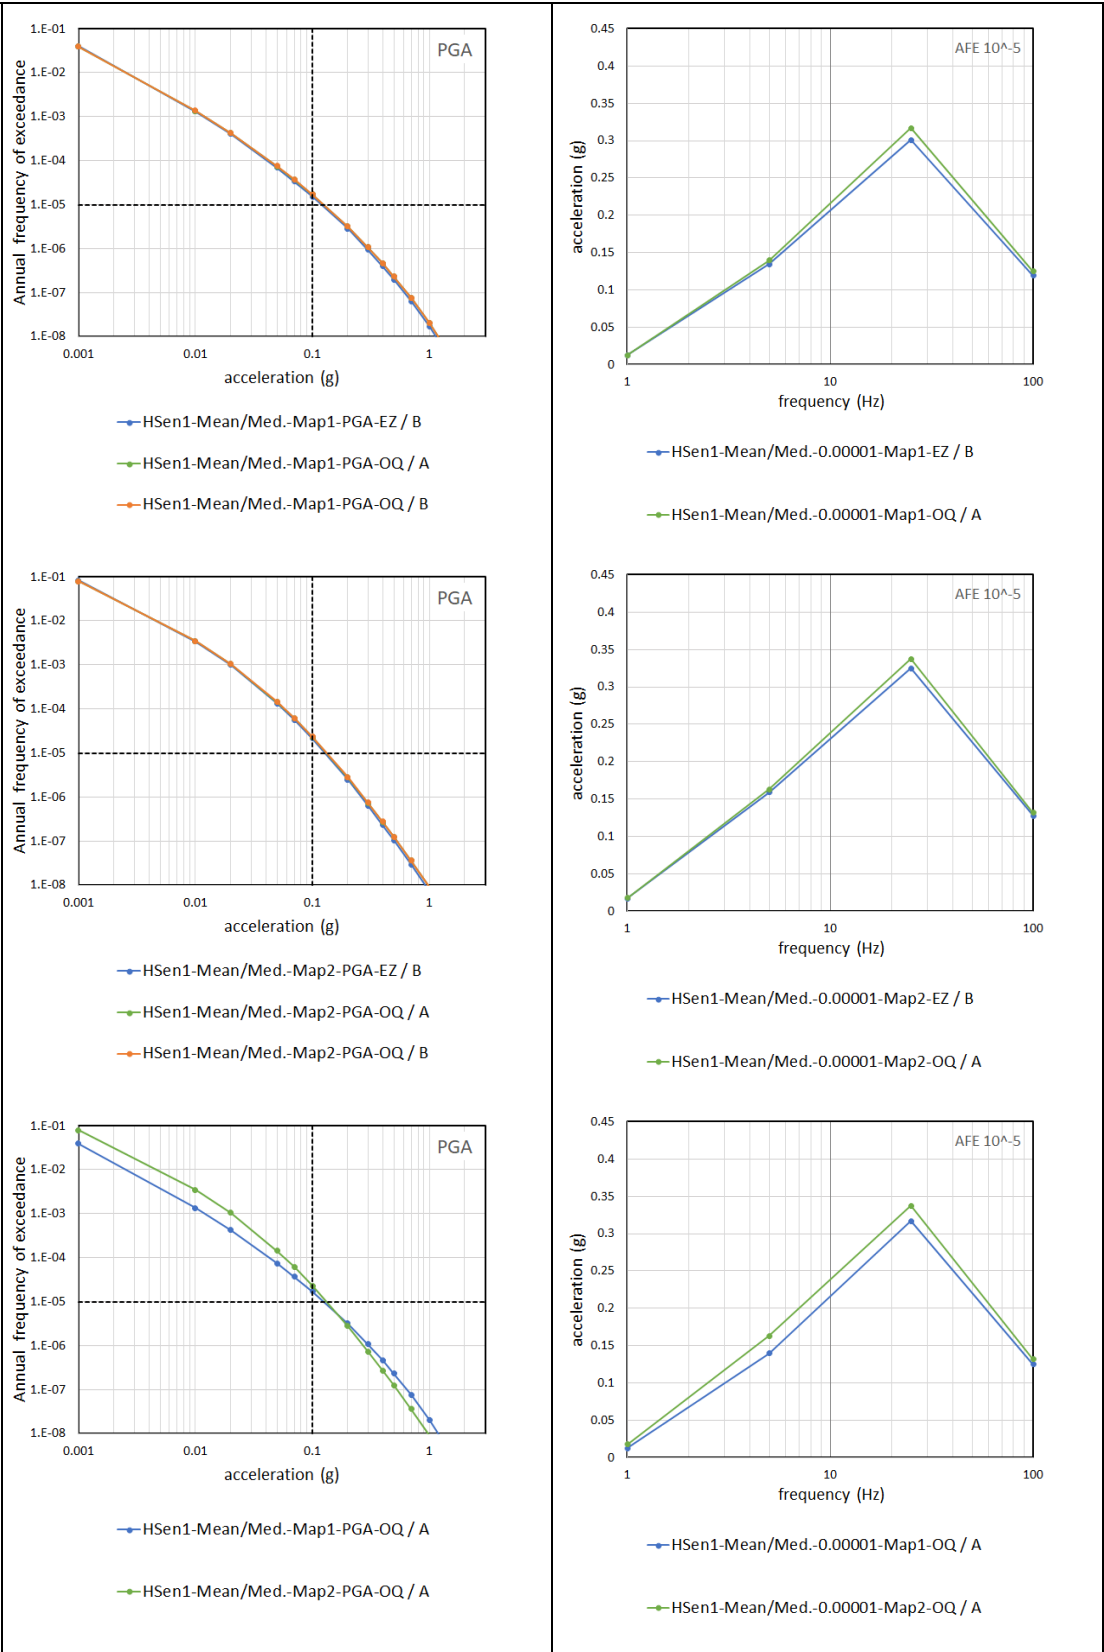 PGA
Annual frequency of exceedance
1.E-01
1.E-02
1.E-03
1.E-04
1.E-05
1.E-06
1.E-07
1.E-08
0.001
0.01
0.1
1
acceleration (g)
HSen1-Mean/Med.-Map1-PGA-EZ / B
HSen1-Mean/Med.-Map1-PGA-OQ / A
HSen1-Mean/Med.-Map1-PGA-OQ / B
AFE 10^-5
acceleration (g)
0.45
0.4
0.35
0.3
0.25
0.2
0.15
0.1
0.05
0
1
10
100
frequency (Hz)
HSen1-Mean/Med.-0.00001-Map1-EZ / B
HSen1-Mean/Med.-0.00001-Map1-OQ / A
PGA
Annual frequency of exceedance
1.E-01
1.E-02
1.E-03
1.E-04
1.E-05
1.E-06
1.E-07
1.E-08
0.001
0.01
0.1
1
acceleration (g)
HSen1-Mean/Med.-Map2-PGA-EZ / B
HSen1-Mean/Med.-Map2-PGA-OQ / A
HSen1-Mean/Med.-Map2-PGA-OQ / B
AFE 10^-5
acceleration (g)
0.45
0.4
0.35
0.3
0.25
0.2
0.15
0.1
0.05
0
1
10
100
frequency (Hz)
HSen1-Mean/Med.-0.00001-Map2-EZ / B
HSen1-Mean/Med.-0.00001-Map2-OQ / A
PGA
Annual frequency of exceedance
1.E-01
1.E-02
1.E-03
1.E-04
1.E-05
1.E-06
1.E-07
1.E-08
0.001
0.01
0.1
1
acceleration (g)
HSen1-Mean/Med.-Map1-PGA-OQ / A
HSen1-Mean/Med.-Map2-PGA-OQ / A
AFE 10^-5
acceleration (g)
0.45
0.4
0.35
0.3
0.25
0.2
0.15
0.1
0.05
0
1
10
100
frequency (Hz)
HSen1-Mean/Med.-0.00001-Map1-OQ / A
HSen1-Mean/Med.-0.00001-Map2-OQ / A